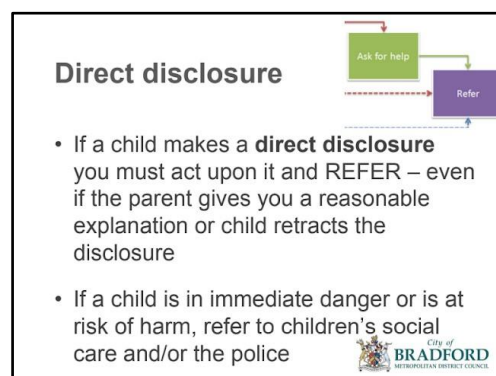 Ask for help
Direct disclosure
Refer
• If a child makes a direct disclosure
you must act upon it and REFER – even
if the parent gives you a reasonable
explanation or child retracts the
disclosure
• If a child is in immediate danger or is at
risk of harm, refer to children's social
care and/or the police
City of
BRADFORD
METROPOLITAN DISTRICT COUNCIL